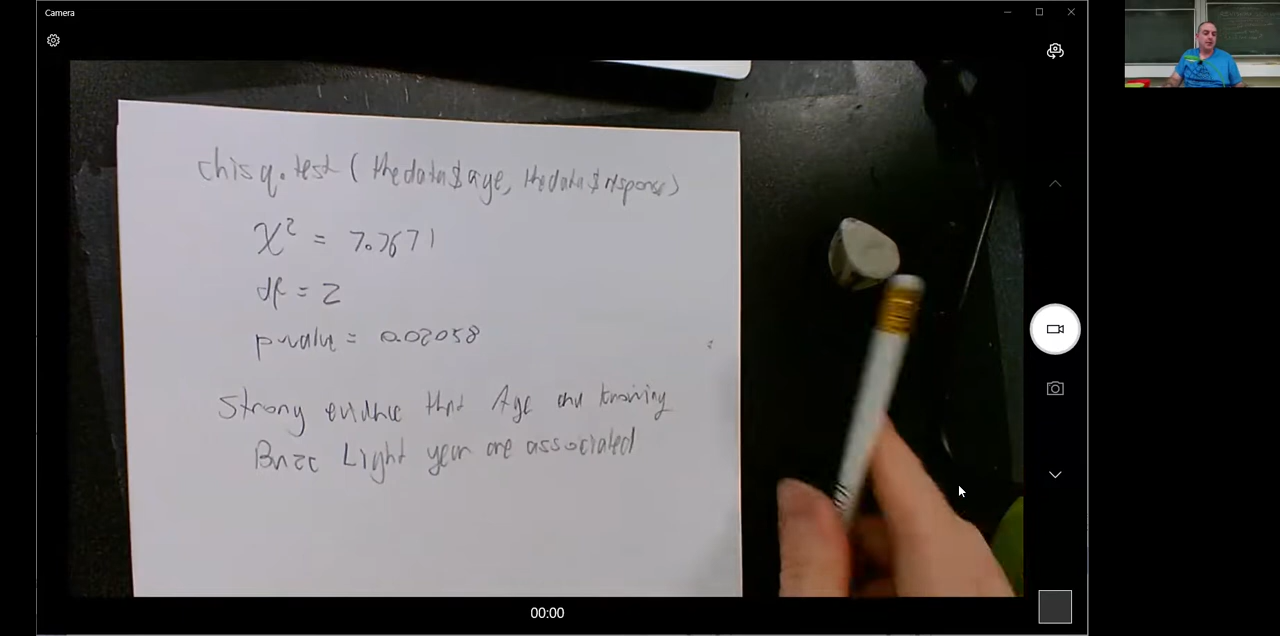 Camera
chisq.test ( thedata$age, thedata$response)
χ² = 7.7671
df = 2
p-value = 0.02058
Strong evidence that Age and knowing
Buzz Light year are associated
00:00